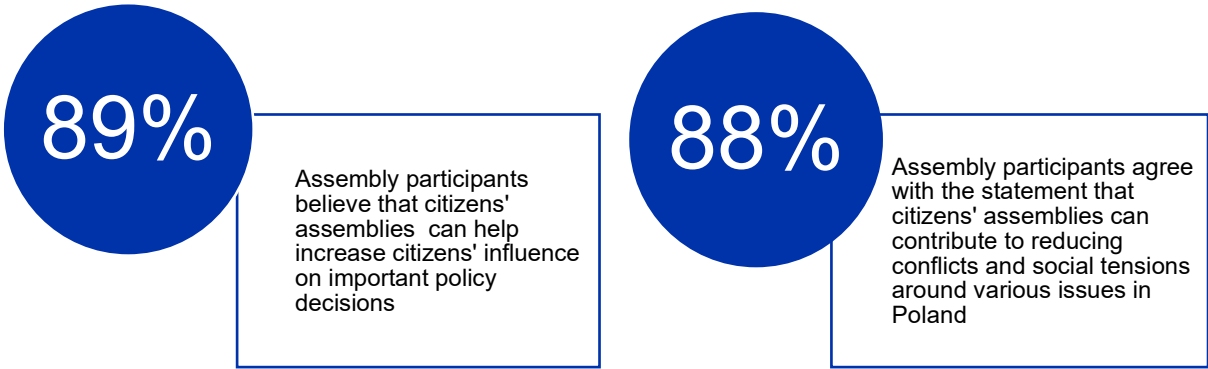 89%
Assembly participants
believe that citizens'
assemblies  can help
increase citizens' influence
on important policy
decisions
88%
Assembly participants agree
with the statement that
citizens' assemblies can
contribute to reducing
conflicts and social tensions
around various issues in
Poland